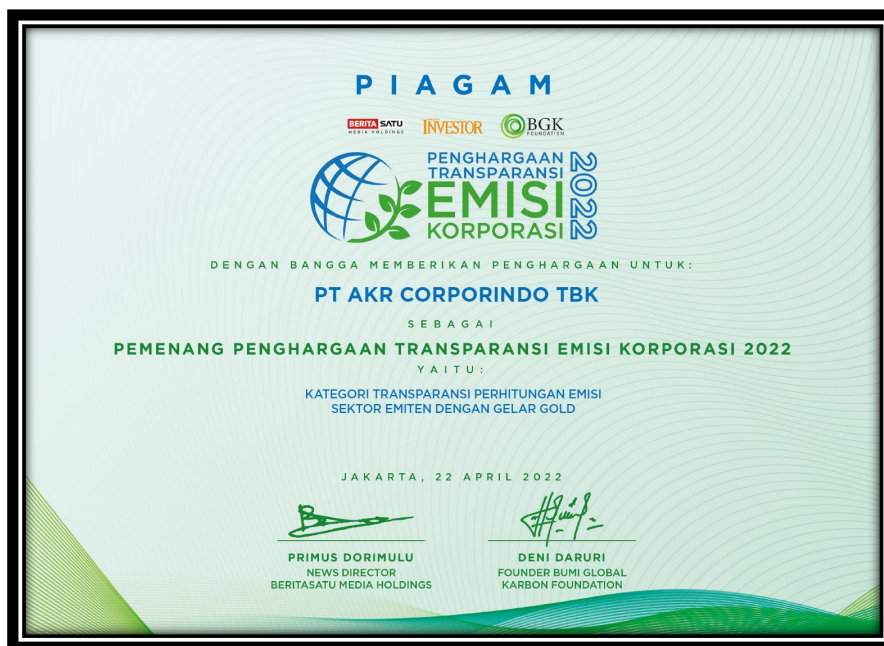 PIAGAM
BERITA SATU
MEDIA HOLDINGS
INVESTOR
BGK
FOUNDATION
PENGHARGAAN
TRANSPARANSI
EMISI
KORPORASI
2022
DENGAN BANGGA MEMBERIKAN PENGHARGAAN UNTUK:
PT AKR CORPORINDO TBK
SEBAGAI
PEMENANG PENGHARGAAN TRANSPARANSI EMISI KORPORASI 2022
YAITU:
KATEGORI TRANSPARANSI PERHITUNGAN EMISI
SEKTOR EMITEN DENGAN GELAR GOLD
JAKARTA, 22 APRIL 2022
PRIMUS DORIMULU
NEWS DIRECTOR
BERITASATU MEDIA HOLDINGS
DENI DARURI
FOUNDER BUMI GLOBAL
KARBON FOUNDATION